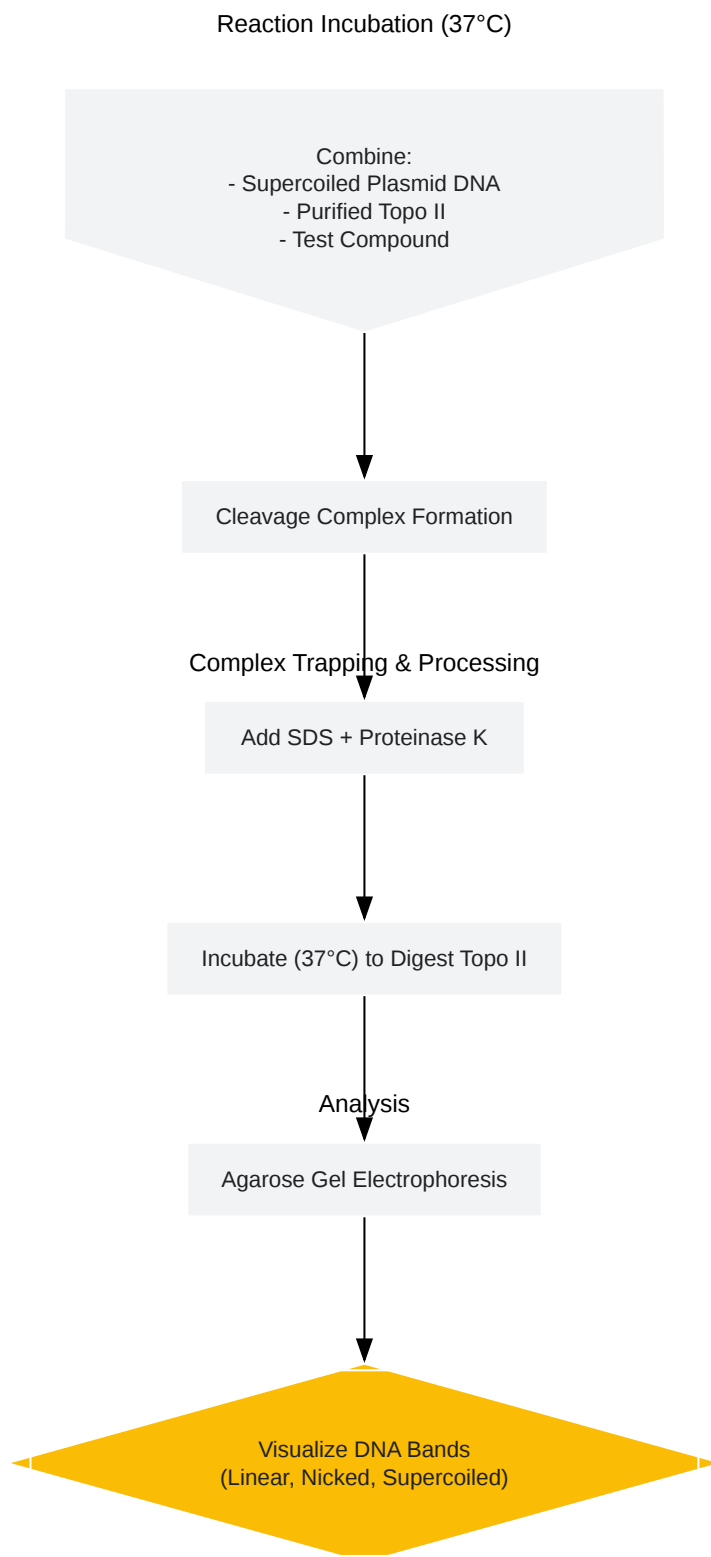 Reaction Incubation (37°C)
Combine:
- Supercoiled Plasmid DNA
- Purified Topo II
- Test Compound
Cleavage Complex Formation
Complex Trapping & Processing
Add SDS + Proteinase K
Incubate (37°C) to Digest Topo II
Analysis
Agarose Gel Electrophoresis
Visualize DNA Bands
(Linear, Nicked, Supercoiled)